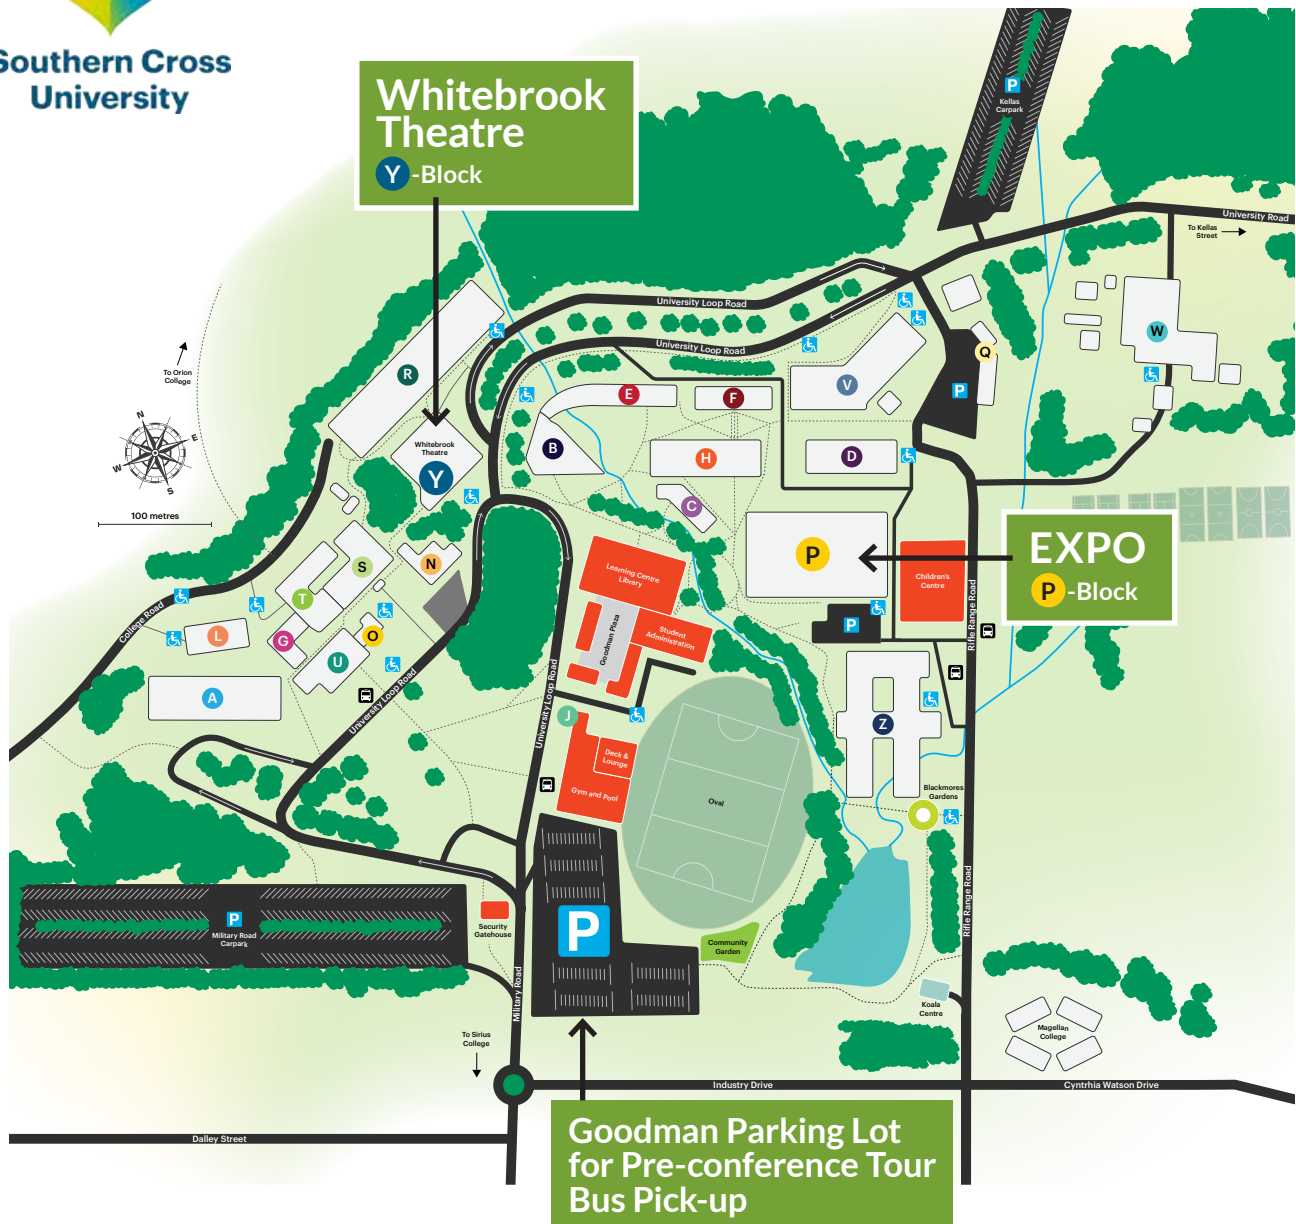 Southern Cross
University
Whitebrook
Theatre
Y -Block
P
Kellas
Carpark
University Road
To Kellas
Street
University Loop Road
University Loop Road
To Orion
College
N
E
S
W
100 metres
R
Whitebrook
Theatre
Y
E
F
V
Q
P
W
B
H
D
C
P
EXPO
P -Block
S
N
T
G
O
L
U
A
College Road
University Loop Road
Learning Centre
Library
Goodman Plaza
Student
Administration
Children's
Centre
P
Rifle Range Road
University Loop Road
J
Deck &
Lounge
Gym and Pool
Oval
Z
Blackmores
Gardens
P
Military Road
Carpark
Security
Gatehouse
P
Community
Garden
Rifle Range Road
Koala
Centre
Magellan
College
Military Road
To Sirius
College
Industry Drive
Cyntrhia Watson Drive
Dalley Street
Goodman Parking Lot
for Pre-conference Tour
Bus Pick-up